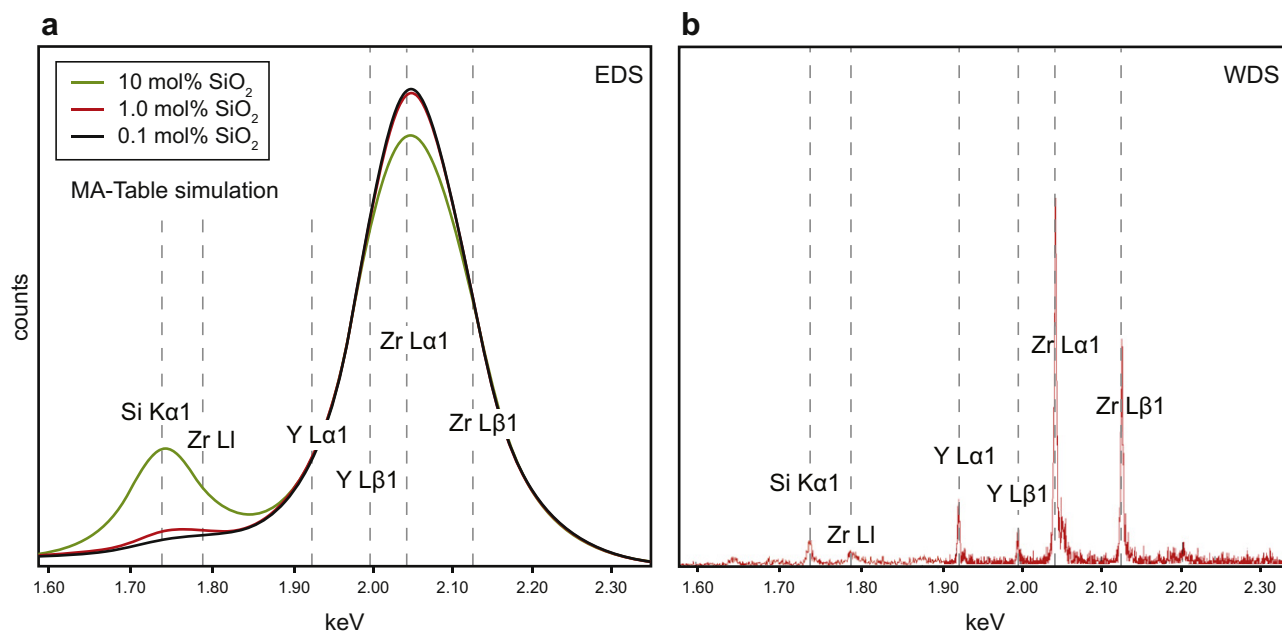 a
EDS
10 mol% SiO₂
1.0 mol% SiO₂
0.1 mol% SiO₂
MA-Table simulation
counts
Si Kα1
Zr Ll
Y Lα1
Y Lβ1
Zr Lα1
Zr Lβ1
1.60 1.70 1.80 1.90 2.00 2.10 2.20 2.30
keV
b
WDS
Si Kα1
Zr Ll
Y Lα1
Y Lβ1
Zr Lα1
Zr Lβ1
1.60 1.70 1.80 1.90 2.00 2.10 2.20 2.30
keV